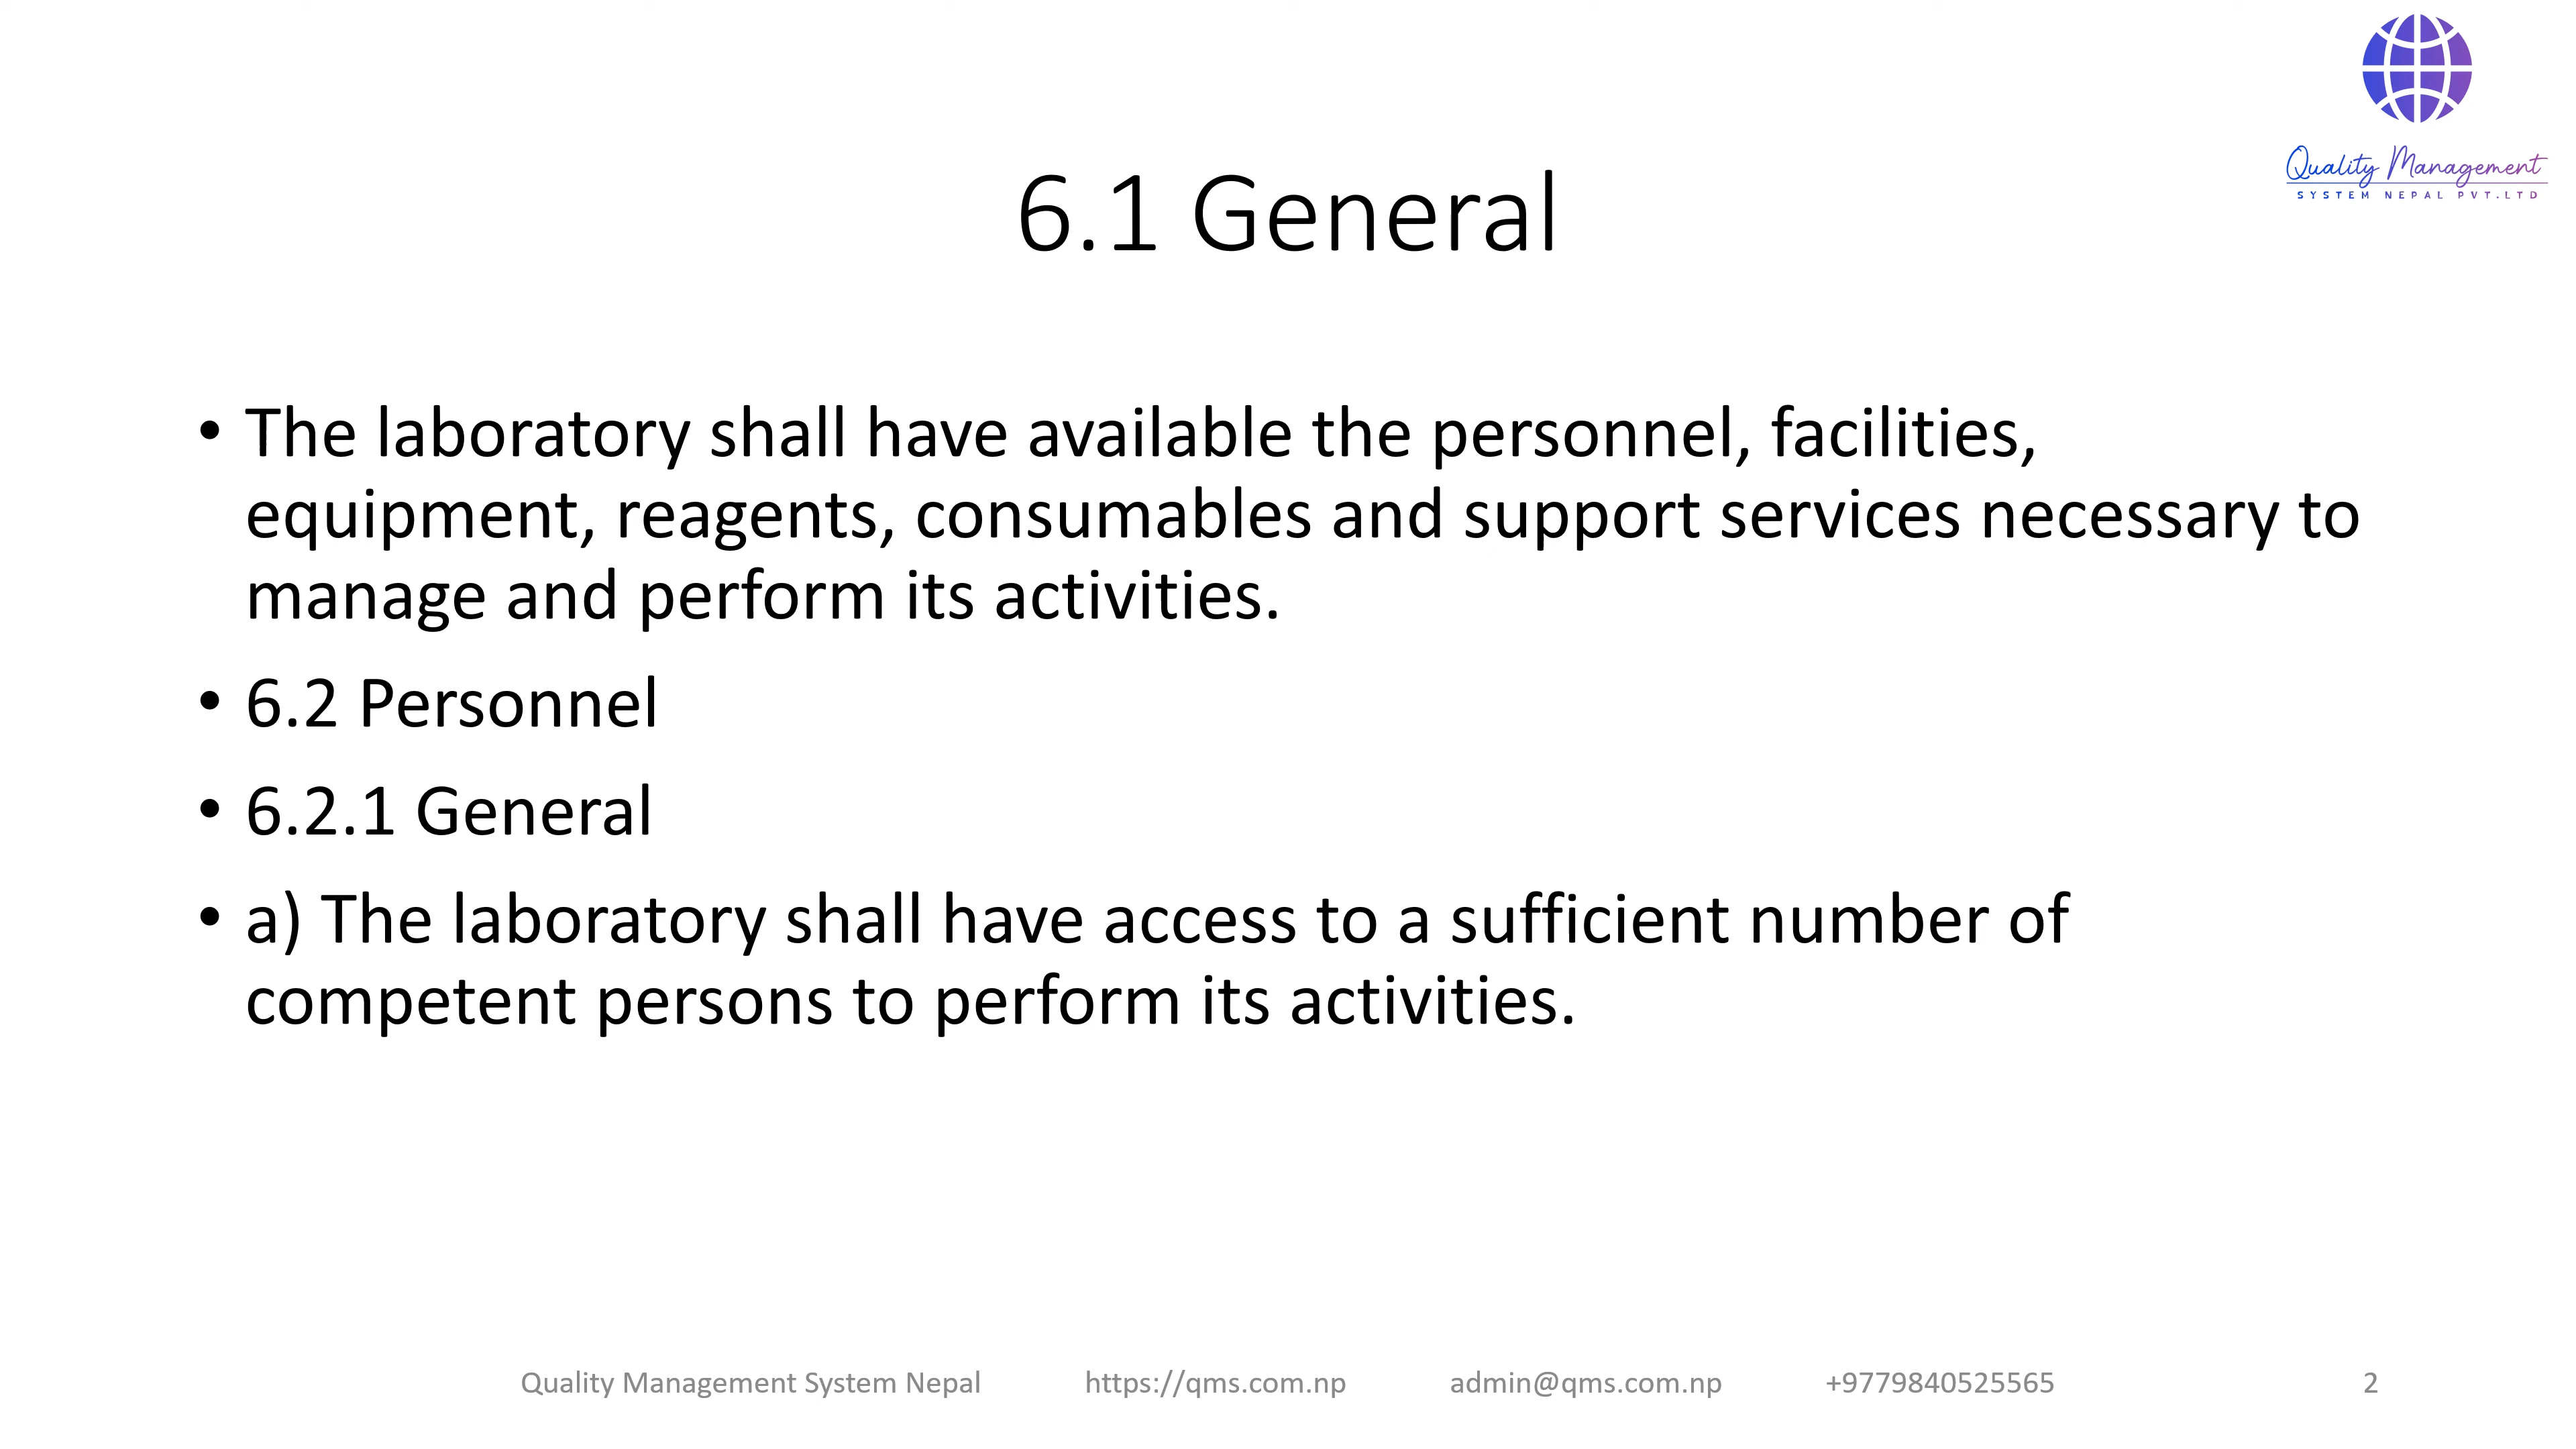 Quality Management
SYSTEM NEPAL PVT.LTD
6.1 General
• The laboratory shall have available the personnel, facilities,
equipment, reagents, consumables and support services necessary to
manage and perform its activities.
• 6.2 Personnel
• 6.2.1 General
• a) The laboratory shall have access to a sufficient number of
competent persons to perform its activities.
Quality Management System Nepal https://qms.com.np admin@qms.com.np +9779840525565 2